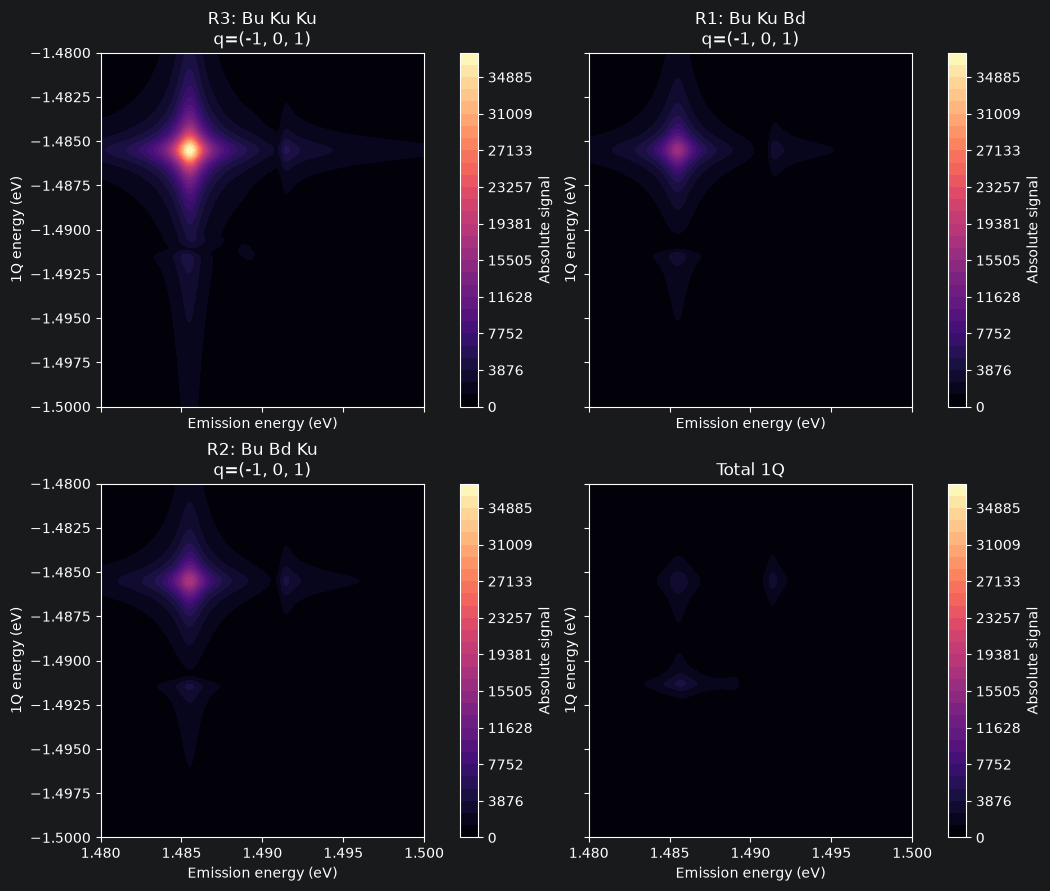 R3: Bu Ku Ku
q=(-1, 0, 1)
−1.4800
−1.4825
−1.4850
−1.4875
−1.4900
−1.4925
−1.4950
−1.4975
−1.5000
1Q energy (eV)
Emission energy (eV)
34885
31009
27133
23257
19381
15505
11628
7752
3876
0
Absolute signal
R1: Bu Ku Bd
q=(-1, 0, 1)
1Q energy (eV)
Emission energy (eV)
34885
31009
27133
23257
19381
15505
11628
7752
3876
0
Absolute signal
R2: Bu Bd Ku
q=(-1, 0, 1)
−1.4800
−1.4825
−1.4850
−1.4875
−1.4900
−1.4925
−1.4950
−1.4975
−1.5000
1Q energy (eV)
1.480 1.485 1.490 1.495 1.500
Emission energy (eV)
34885
31009
27133
23257
19381
15505
11628
7752
3876
0
Absolute signal
Total 1Q
1Q energy (eV)
1.480 1.485 1.490 1.495 1.500
Emission energy (eV)
34885
31009
27133
23257
19381
15505
11628
7752
3876
0
Absolute signal